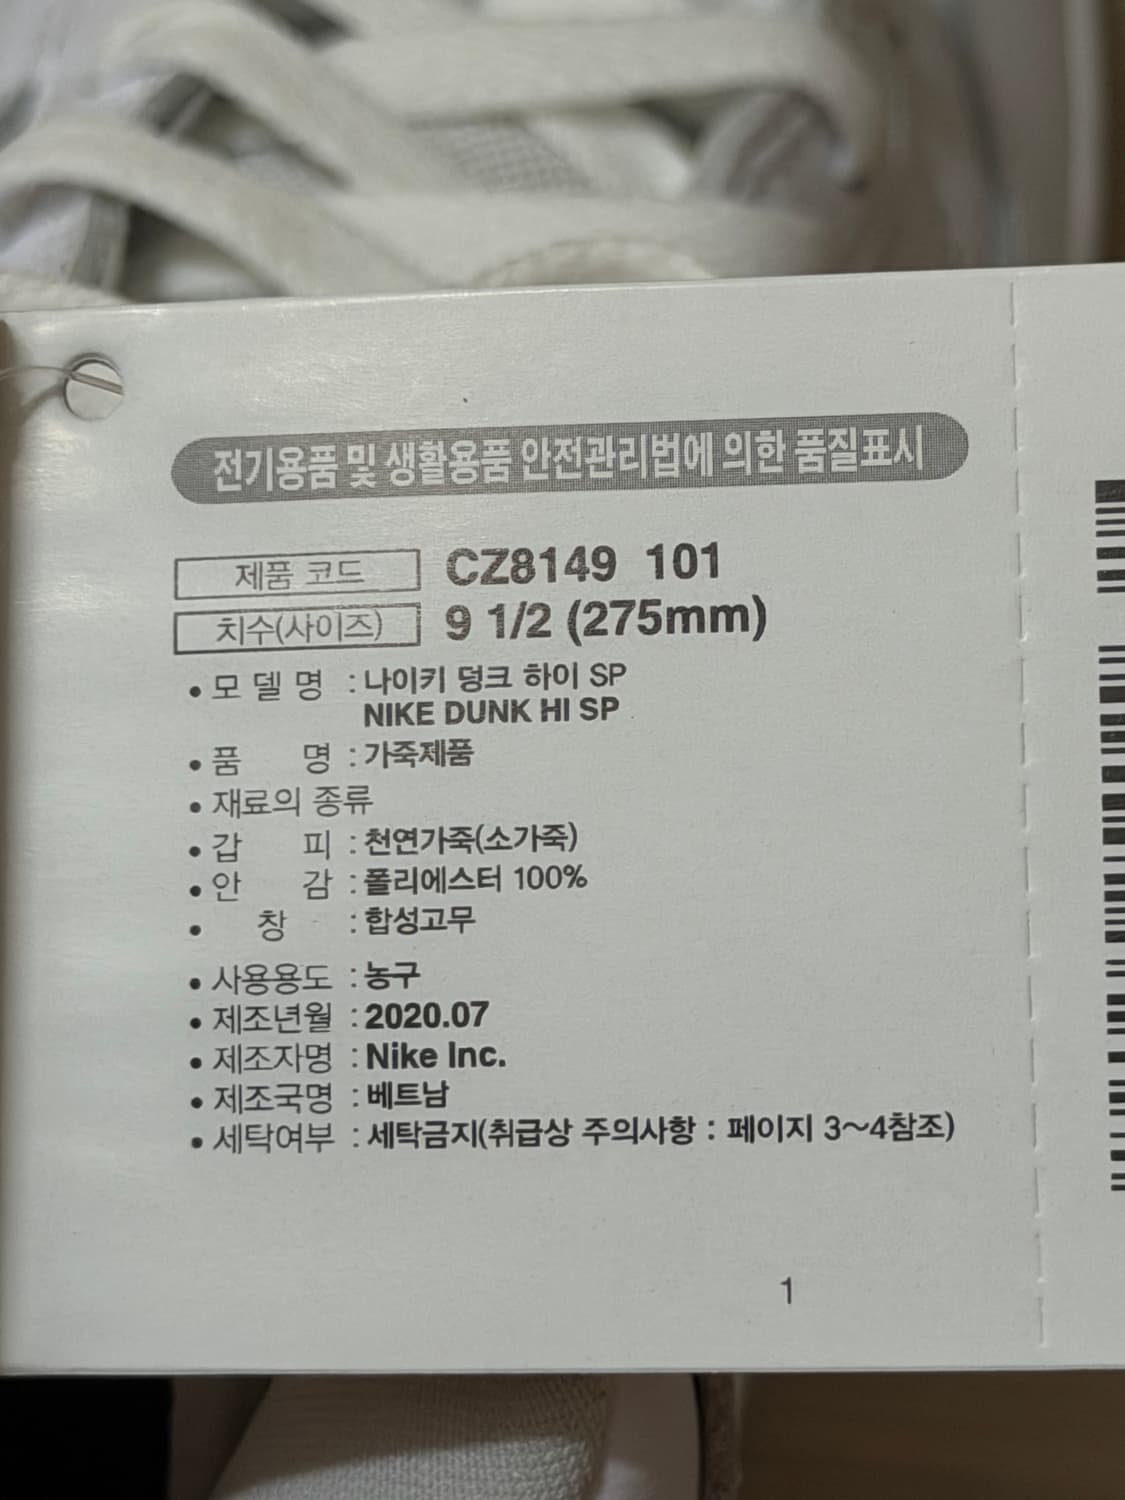 전기용품 및 생활용품 안전관리법에 의한 품질표시
제품 코드 CZ8149 101
치수(사이즈) 9 1/2 (275mm)
• 모 델 명 : 나이키 덩크 하이 SP
NIKE DUNK HI SP
• 품 명 : 가죽제품
• 재료의 종류
• 갑 피 : 천연가죽(소가죽)
• 안 감 : 폴리에스터 100%
• 창 : 합성고무
• 사용용도 : 농구
• 제조년월 : 2020.07
• 제조자명 : Nike Inc.
• 제조국명 : 베트남
• 세탁여부 : 세탁금지(취급상 주의사항 : 페이지 3~4참조)
1